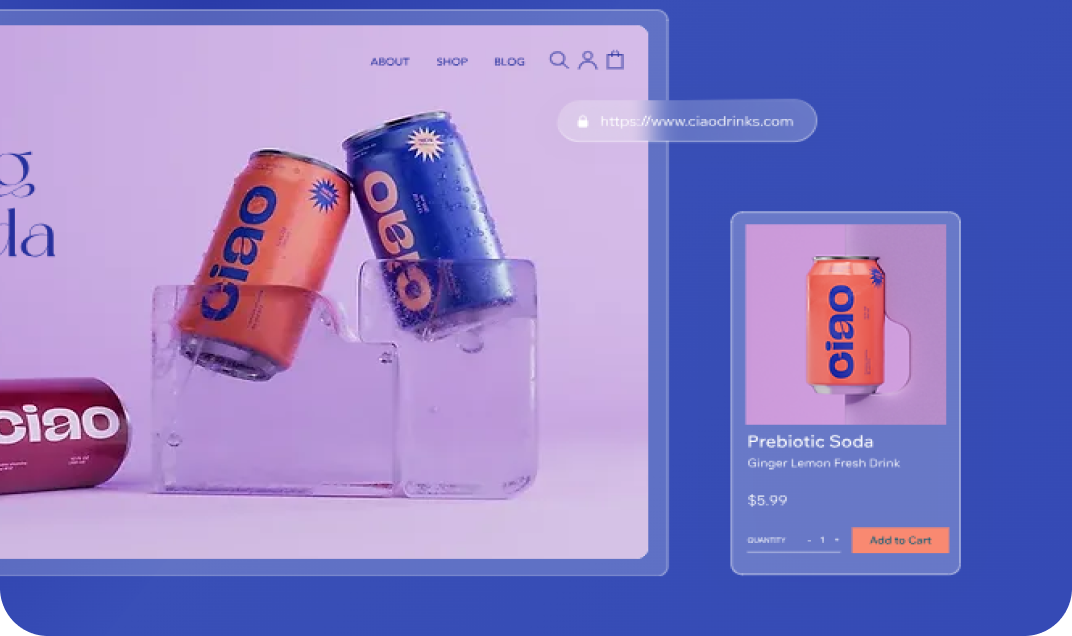 ABOUT SHOP BLOG
https://www.ciaodrinks.com
g
da
ciao
ciao
ciao
ciao
Prebiotic Soda
Ginger Lemon Fresh Drink
$5.99
QUANTITY - 1 + Add to Cart